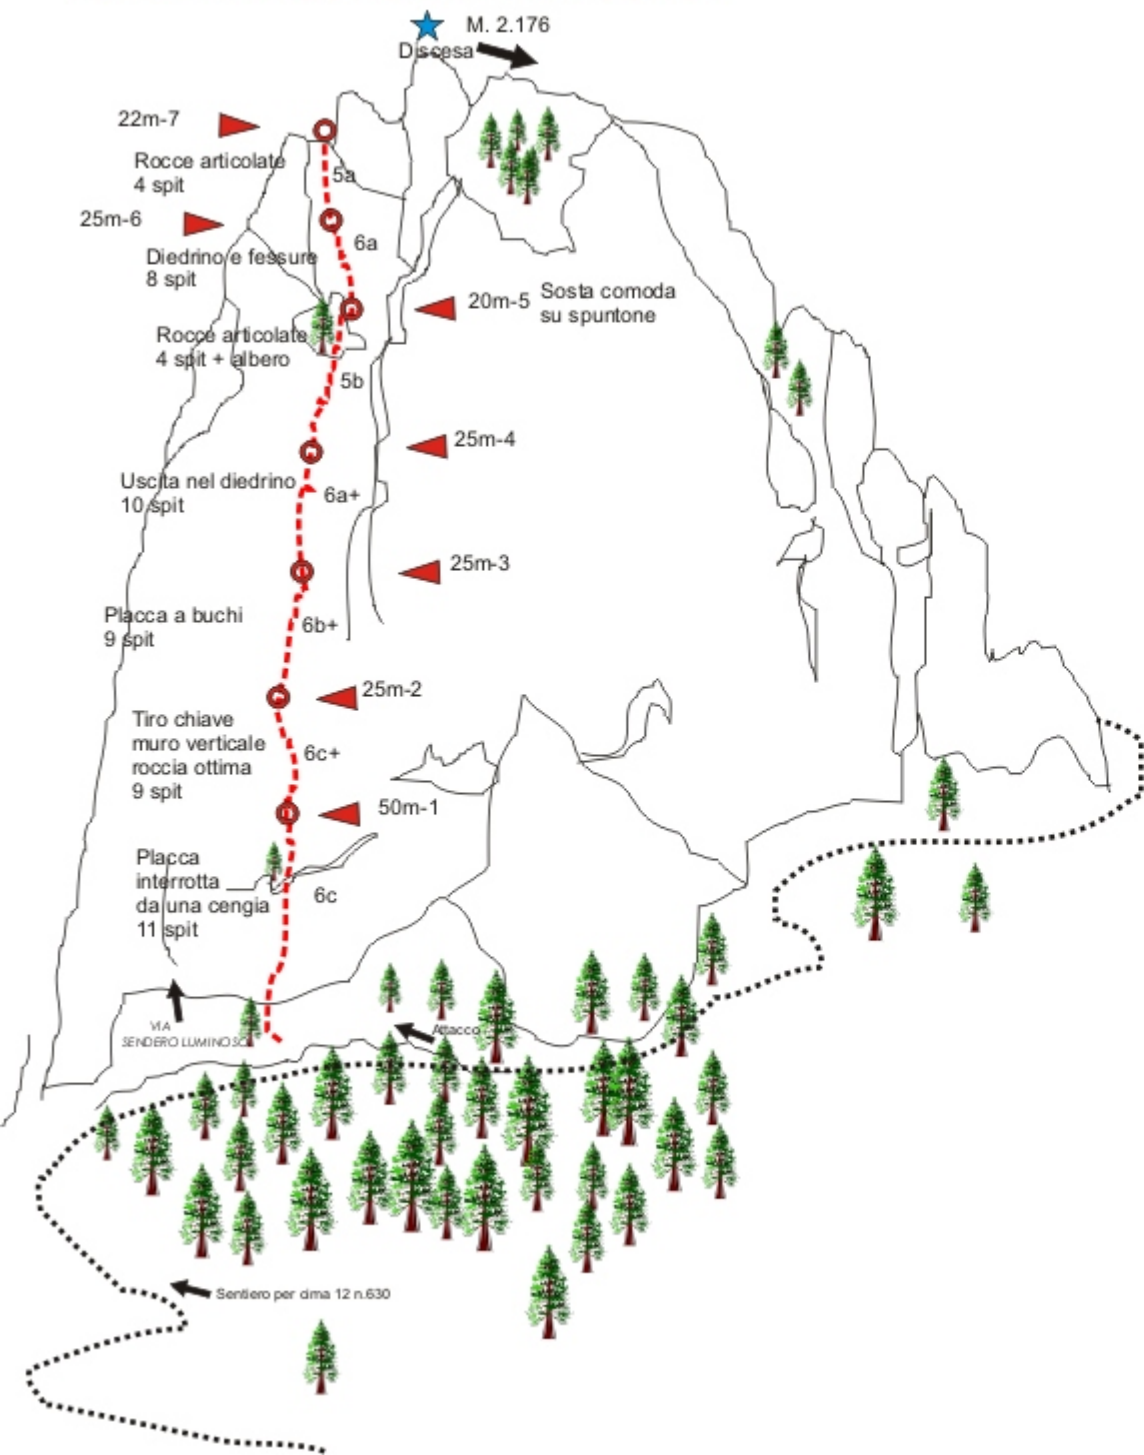 M. 2.176
Discesa
22m-7
Rocce articolate
4 spit
5a
25m-6
6a
Diedrino e fessure
8 spit
20m-5
Sosta comoda
su spuntone
Rocce articolate
4 spit + albero
5b
25m-4
Uscita nel diedrino
10 spit
6a+
25m-3
Placca a buchi
9 spit
6b+
25m-2
Tiro chiave
muro verticale
roccia ottima
9 spit
6c+
50m-1
Placca
interrotta
da una cengia
11 spit
6c
VIA
SENDERO LUMINOSO
Attacco
Sentiero per cima 12 n.630